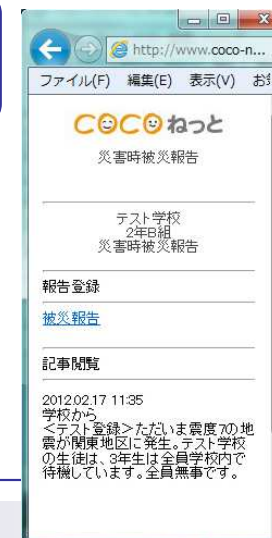 http://www.coco-n...
ファイル(F) 編集(E) 表示(V)
COCOねっと
災害時被災報告
テスト学校
2年B組
災害時被災報告
報告登録
被災報告
記事閲覧
2012.02.17 11:35
学校から
<テスト登録>ただいま震度7の地
震が関東地区に発生。テスト学校
の生徒は、3年生は全員学校内で
待機しています。全員無事です。